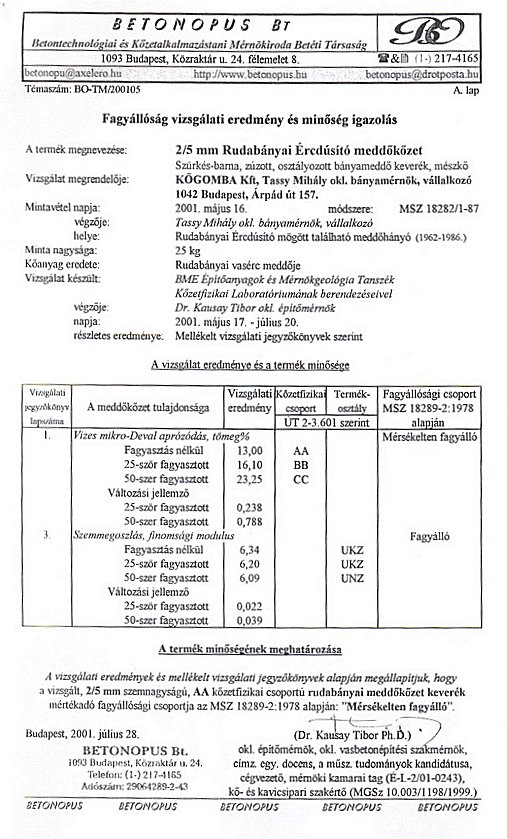 BETONOPUS BT
Betontechnológiai és Kőzetalkalmazástani Mérnökiroda Betéti Társaság
1093 Budapest, Közraktár u. 24. félemelet 8.
☎&🖹 (1-) 217-4165
betonopu@axelero.hu http://www.betonopus.hu betonopus@drotposta.hu
Témaszám: BO-TM/200105 A. lap
Fagyállóság vizsgálati eredmény és minőség igazolás
A termék megnevezése: 2/5 mm Rudabányai Ércdúsító meddőkőzet
Szürkés-barna, zúzott, osztályozott bányameddő keverék, mészkő
Vizsgálat megrendelője: KŐGOMBA Kft, Tassy Mihály okl. bányamérnök, vállalkozó
1042 Budapest, Árpád út 157.
Mintavétel napja: 2001. május 16. módszere: MSZ 18282/1-87
végzője: Tassy Mihály okl. bányamérnök, vállalkozó
helye: Rudabányai Ércdúsító mögött található meddőhányó (1962-1986.)
Minta nagysága: 25 kg
Kőanyag eredete: Rudabányai vasérc meddője
Vizsgálat készült: BME Építőanyagok és Mérnökgeológia Tanszék
Kőzetfizikai Laboratóriumának berendezéseivel
végzője: Dr. Kausay Tibor okl. építőmérnök
napja: 2001. május 17. - július 20.
részletes eredménye: Mellékelt vizsgálati jegyzőkönyvek szerint
A vizsgálat eredménye és a termék minősége
Vizsgálati jegyzőkönyv lapszáma
A meddőkőzet tulajdonsága
Vizsgálati eredmény
Kőzetfizikai csoport
Termék-osztály
ÚT 2-3.601 szerint
Fagyállósági csoport MSZ 18289-2:1978 alapján
1. Vizes mikro-Deval aprózódás, tömeg% Mérsékelten fagyálló
Fagyasztás nélkül 13,00 AA
25-ször fagyasztott 16,10 BB
50-szer fagyasztott 23,25 CC
Változási jellemző
25-ször fagyasztott 0,238
50-szer fagyasztott 0,788
3. Szemmegoszlás, finomsági modulus Fagyálló
Fagyasztás nélkül 6,34 UKZ
25-ször fagyasztott 6,20 UKZ
50-szer fagyasztott 6,09 UNZ
Változási jellemző
25-ször fagyasztott 0,022
50-szer fagyasztott 0,039
A termék minőségének meghatározása
A vizsgálati eredmények és mellékelt vizsgálati jegyzőkönyvek alapján megállapítjuk, hogy
a vizsgált, 2/5 mm szemnagyságú, AA kőzetfizikai csoportú rudabányai meddőkőzet keverék
mértékadó fagyállósági csoportja az MSZ 18289-2:1978 alapján: "Mérsékelten fagyálló".
Budapest, 2001. július 28.
(Dr. Kausay Tibor Ph.D.)
okl. építőmérnök, okl. vasbetonépítési szakmérnök,
címz. egy. docens, a műsz. tudományok kandidátusa,
cégvezető, mérnöki kamarai tag (É-L-2/01-0243),
kő- és kavicsipari szakértő (MGSz 10.003/1198/1999.)
BETONOPUS Bt.
1093 Budapest, Közraktár u. 24.
Telefon: (1-) 217-4165
Adószám: 29064289-2-43
BETONOPUS BETONOPUS BETONOPUS BETONOPUS BETONOPUS BETONOPUS